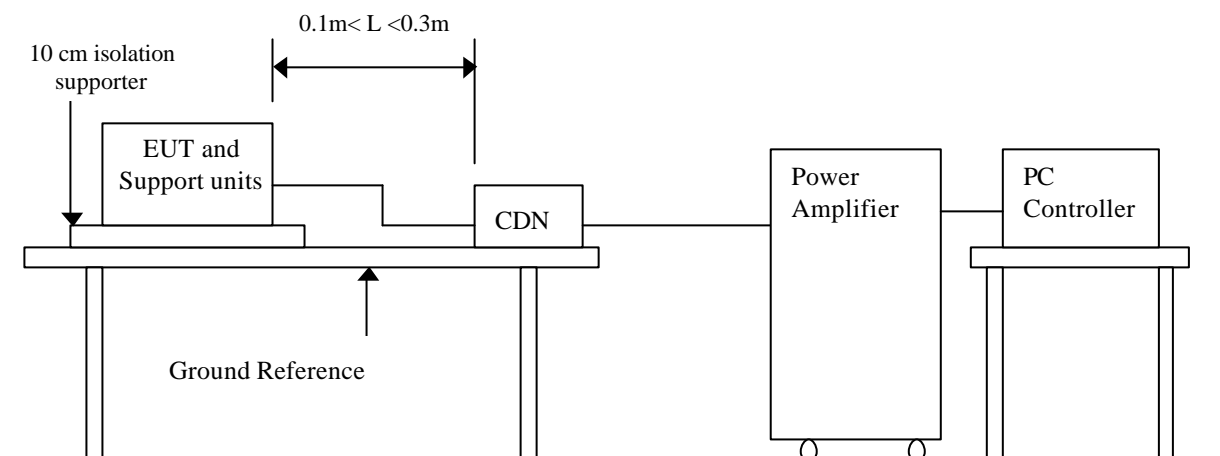 0.1m< L <0.3m
10 cm isolation
supporter
EUT and
Support units
CDN
Power
Amplifier
PC
Controller
Ground Reference